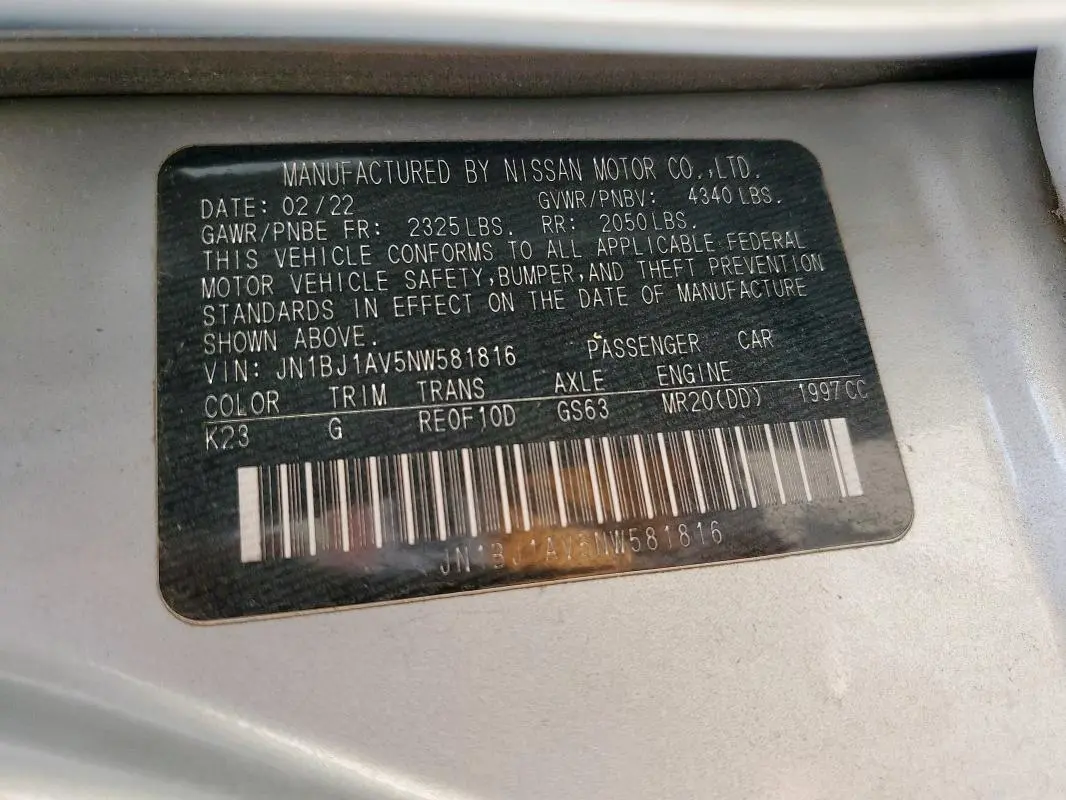 MANUFACTURED BY NISSAN MOTOR CO.,LTD.
DATE: 02/22 GVWR/PNBV: 4340 LBS.
GAWR/PNBE FR: 2325 LBS. RR: 2050 LBS.
THIS VEHICLE CONFORMS TO ALL APPLICABLE FEDERAL
MOTOR VEHICLE SAFETY, BUMPER, AND THEFT PREVENTION
STANDARDS IN EFFECT ON THE DATE OF MANUFACTURE
SHOWN ABOVE.
VIN: JN1BJ1AV5NW581816 PASSENGER CAR
COLOR TRIM TRANS AXLE ENGINE
K23 G RE0F10D GS63 MR20(DD) 1997CC
JN1BJ1AV5NW581816